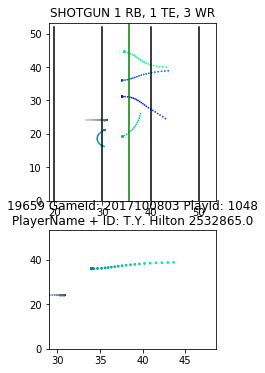 SHOTGUN 1 RB, 1 TE, 3 WR
50
40
30
20
10
0
20 30 40 50
19659 GameId: 2017100803 PlayId: 1048
PlayerName + ID: T.Y. Hilton 2532865.0
40
20
0
30 35 40 45